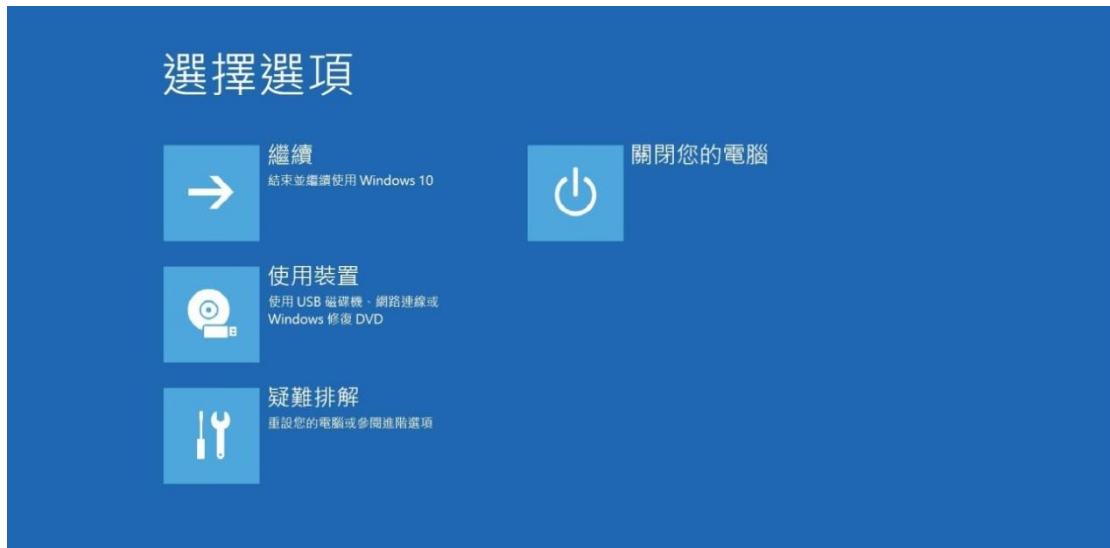 選擇選項
繼續
結束並繼續使用 Windows 10
關閉您的電腦
使用裝置
使用 USB 磁碟機、網路連線或
Windows 修復 DVD
疑難排解
重設您的電腦或參閱進階選項